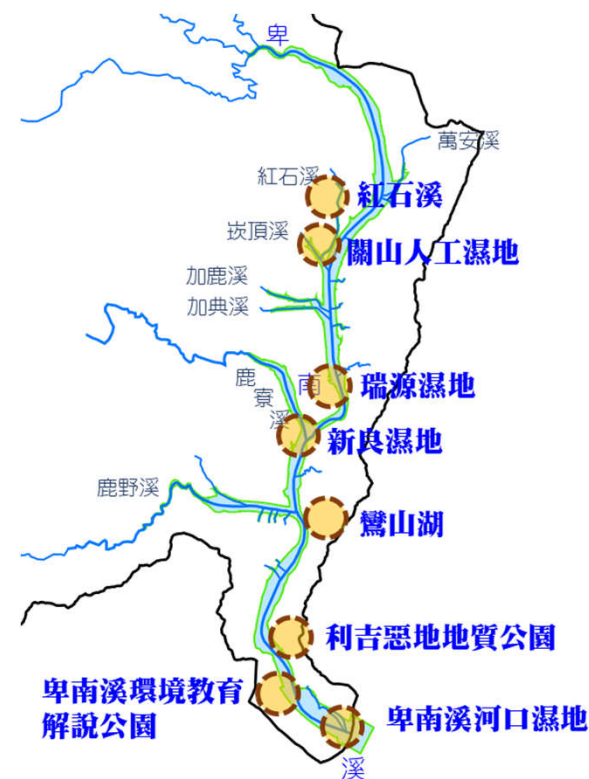 卑
萬安溪
紅石溪
紅石溪
崁頂溪
關山人工濕地
加鹿溪
加典溪
鹿寮溪
南
瑞源濕地
新良濕地
鹿野溪
鸞山湖
利吉惡地地質公園
卑南溪環境教育
解說公園
卑南溪河口濕地
溪